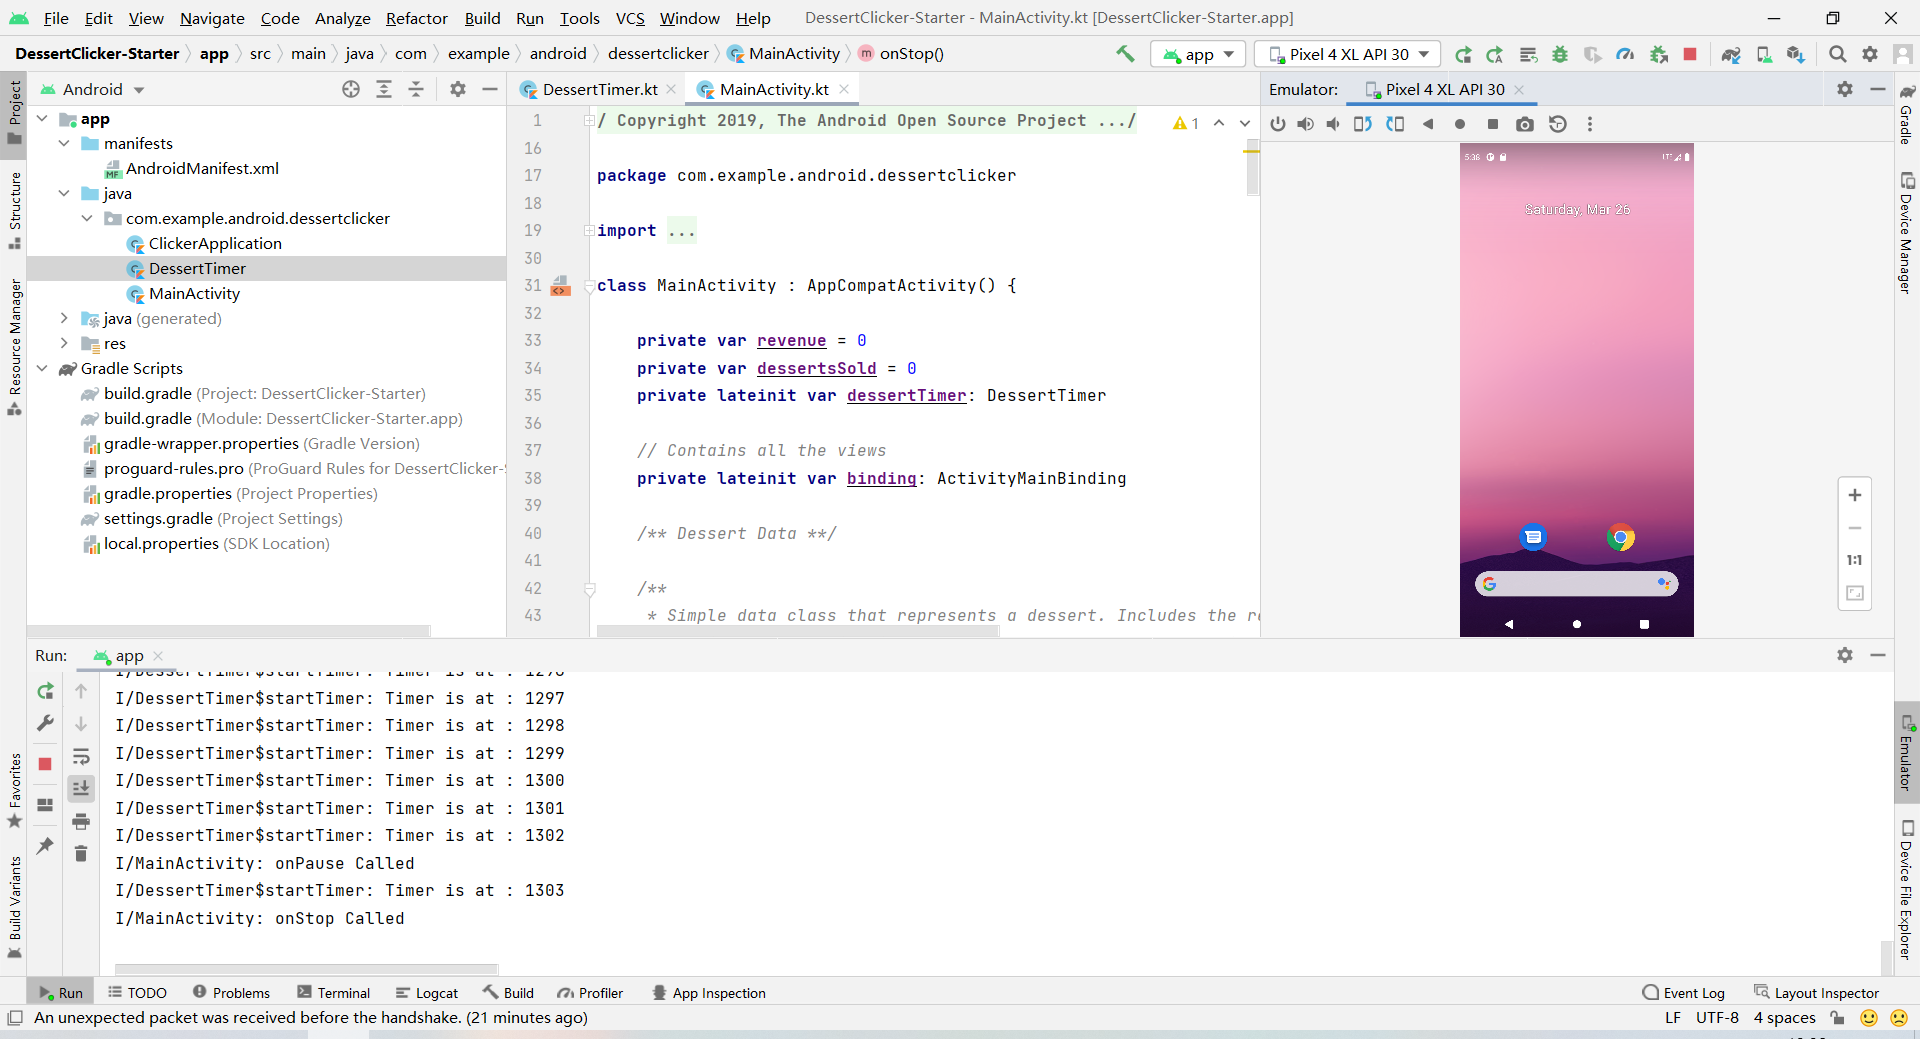 File Edit View Navigate Code Analyze Refactor Build Run Tools VCS Window Help DessertClicker-Starter - MainActivity.kt [DessertClicker-Starter.app]
DessertClicker-Starter app src main java com example android dessertclicker MainActivity onStop() app Pixel 4 XL API 30
Android
app
manifests
AndroidManifest.xml
java
com.example.android.dessertclicker
ClickerApplication
DessertTimer
MainActivity
java (generated)
res
Gradle Scripts
build.gradle (Project: DessertClicker-Starter)
build.gradle (Module: DessertClicker-Starter.app)
gradle-wrapper.properties (Gradle Version)
proguard-rules.pro (ProGuard Rules for DessertClicker-
gradle.properties (Project Properties)
settings.gradle (Project Settings)
local.properties (SDK Location)
Project
Structure
Resource Manager
Favorites
Build Variants
DessertTimer.kt MainActivity.kt
1 / Copyright 2019, The Android Open Source Project .../ 1
16
17 package com.example.android.dessertclicker
18
19 import ...
30
31 class MainActivity : AppCompatActivity() {
32
33 private var revenue = 0
34 private var dessertsSold = 0
35 private lateinit var dessertTimer: DessertTimer
36
37 // Contains all the views
38 private lateinit var binding: ActivityMainBinding
39
40 /** Dessert Data **/
41
42 /**
43 * Simple data class that represents a dessert. Includes the re
Emulator: Pixel 4 XL API 30
5:38 LTE
Saturday, Mar 26
1:1
Gradle
Device Manager
Emulator
Device File Explorer
Run: app
I/DessertTimer$startTimer: Timer is at : 1296
I/DessertTimer$startTimer: Timer is at : 1297
I/DessertTimer$startTimer: Timer is at : 1298
I/DessertTimer$startTimer: Timer is at : 1299
I/DessertTimer$startTimer: Timer is at : 1300
I/DessertTimer$startTimer: Timer is at : 1301
I/DessertTimer$startTimer: Timer is at : 1302
I/MainActivity: onPause Called
I/DessertTimer$startTimer: Timer is at : 1303
I/MainActivity: onStop Called
Run TODO Problems Terminal Logcat Build Profiler App Inspection Event Log Layout Inspector
An unexpected packet was received before the handshake. (21 minutes ago) LF UTF-8 4 spaces